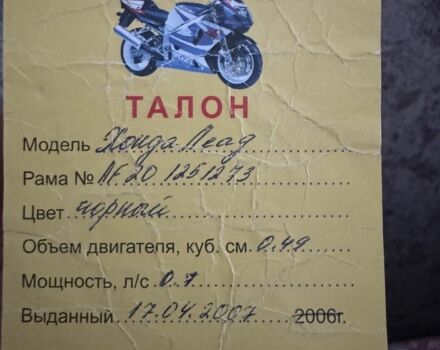 ТАЛОН
Модель Хонда Леад
Рама № AF 20 1251273
Цвет чорный
Объем двигателя, куб. см. 0.49
Мощность, л/с 0.7
Выданный 17.04.2007 2006г.